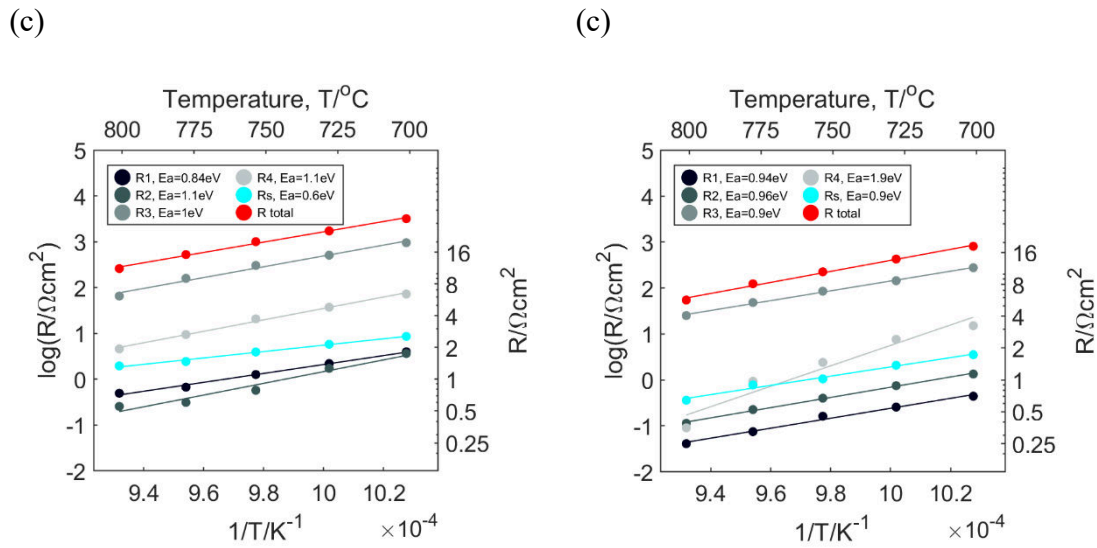 (c)
Temperature, T/°C
800 775 750 725 700
5
4
3
2
1
0
-1
-2
log(R/Ωcm²)
R1, Ea=0.84eV
R2, Ea=1.1eV
R3, Ea=1eV
R4, Ea=1.1eV
Rs, Ea=0.6eV
R total
16
8
4
2
1
0.5
0.25
R/Ωcm²
9.4 9.6 9.8 10 10.2
1/T/K⁻¹
×10⁻⁴
(c)
Temperature, T/°C
800 775 750 725 700
5
4
3
2
1
0
-1
-2
log(R/Ωcm²)
R1, Ea=0.94eV
R2, Ea=0.96eV
R3, Ea=0.9eV
R4, Ea=1.9eV
Rs, Ea=0.9eV
R total
16
8
4
2
1
0.5
0.25
R/Ωcm²
9.4 9.6 9.8 10 10.2
1/T/K⁻¹
×10⁻⁴